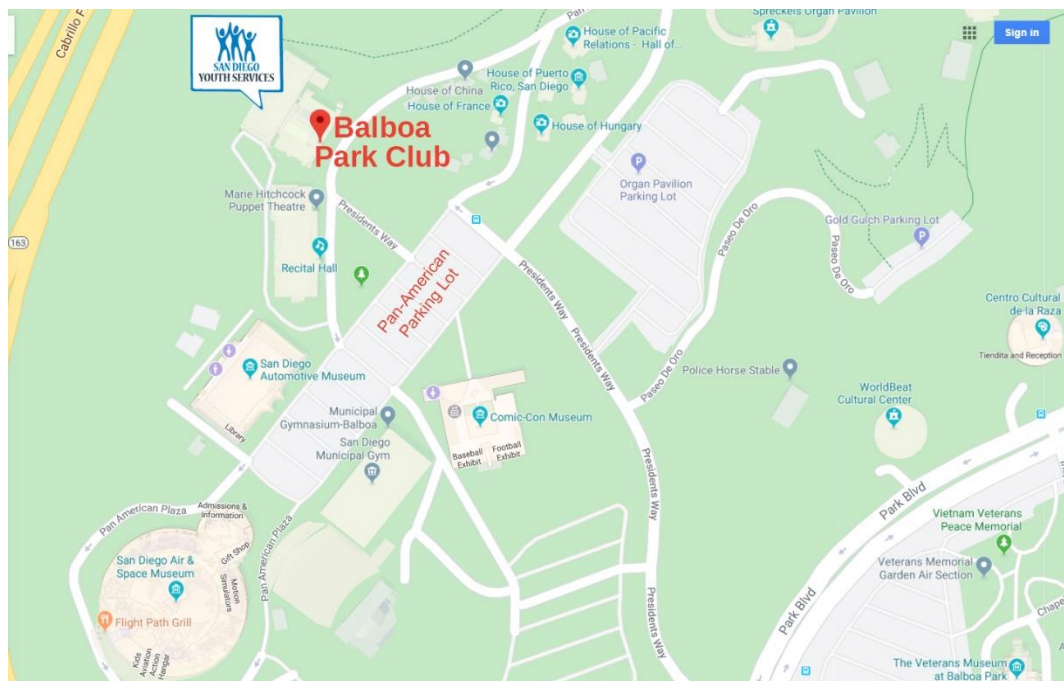 Cabrillo F
163
SAN DIEGO
YOUTH SERVICES
Balboa
Park Club
Pan
House of Pacific
Relations - Hall of...
Spreckels Organ Pavilion
Sign in
House of China
House of Puerto
Rico, San Diego
House of France
House of Hungary
P
Organ Pavilion
Parking Lot
Marie Hitchcock
Puppet Theatre
Presidents Way
Recital Hall
Pan-American
Parking Lot
Presidents Way
Presidents Way
Paseo De Oro
Gold Gulch Parking Lot
P
Paseo De Oro
Paseo De Oro
Centro Cultural
de la Raza
Tiendita and Reception
San Diego
Automotive Museum
Library
Municipal
Gymnasium-Balboa
San Diego
Municipal Gym
Comic-Con Museum
Baseball
Exhibit
Football
Exhibit
Police Horse Stable
WorldBeat
Cultural Center
Park Blvd
Pan American Plaza
Admissions &
Information
Gift Shop
San Diego Air &
Space Museum
Motion
Simulators
Flight Path Grill
Kids
Aviation
Action
Hangar
Pan American Plaza
Presidents Way
Presidents Way
Park Blvd
Vietnam Veterans
Peace Memorial
Veterans Memorial
Garden Air Section
Chape
The Veterans Museum
at Balboa Park